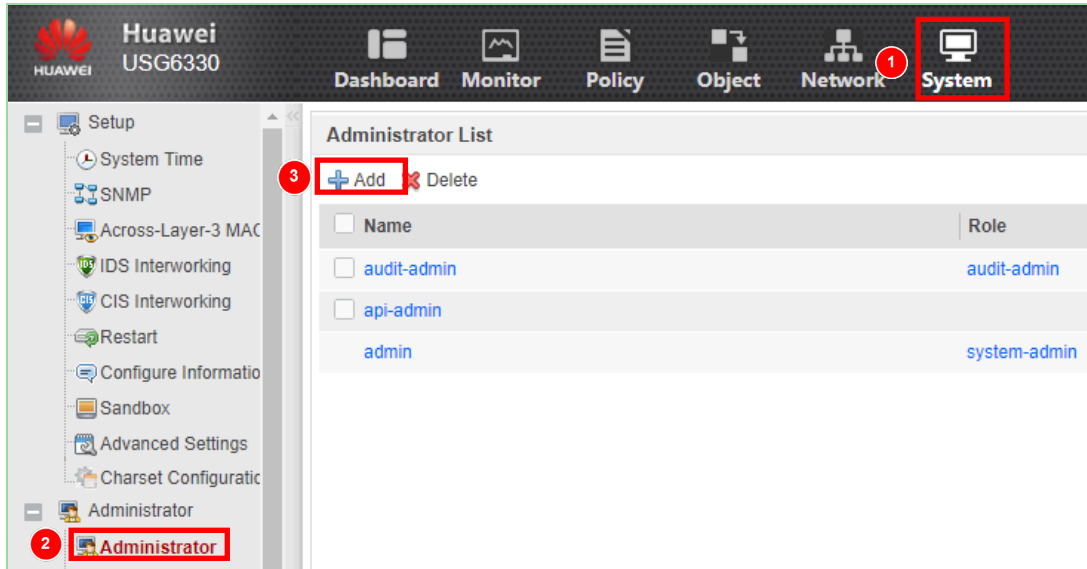 Huawei
USG6330
HUAWEI
Dashboard Monitor Policy Object Network 1 System
Setup
System Time
SNMP
Across-Layer-3 MAC
IDS Interworking
CIS Interworking
Restart
Configure Informatio
Sandbox
Advanced Settings
Charset Configuratic
Administrator
2 Administrator
Administrator List
3 Add Delete
Name Role
audit-admin audit-admin
api-admin
admin system-admin